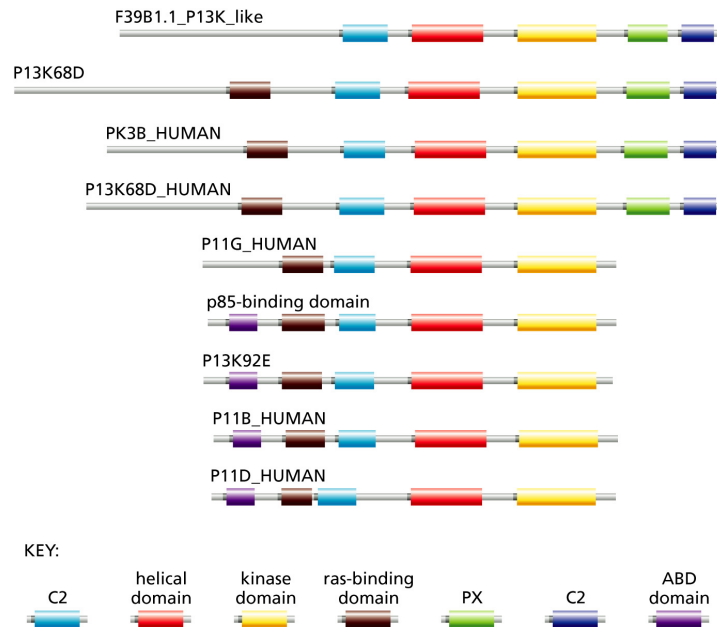 F39B1.1_P13K_like
P13K68D
PK3B_HUMAN
P13K68D_HUMAN
P11G_HUMAN
p85-binding domain
P13K92E
P11B_HUMAN
P11D_HUMAN
KEY:
C2
helical
domain
kinase
domain
ras-binding
domain
PX
C2
ABD
domain